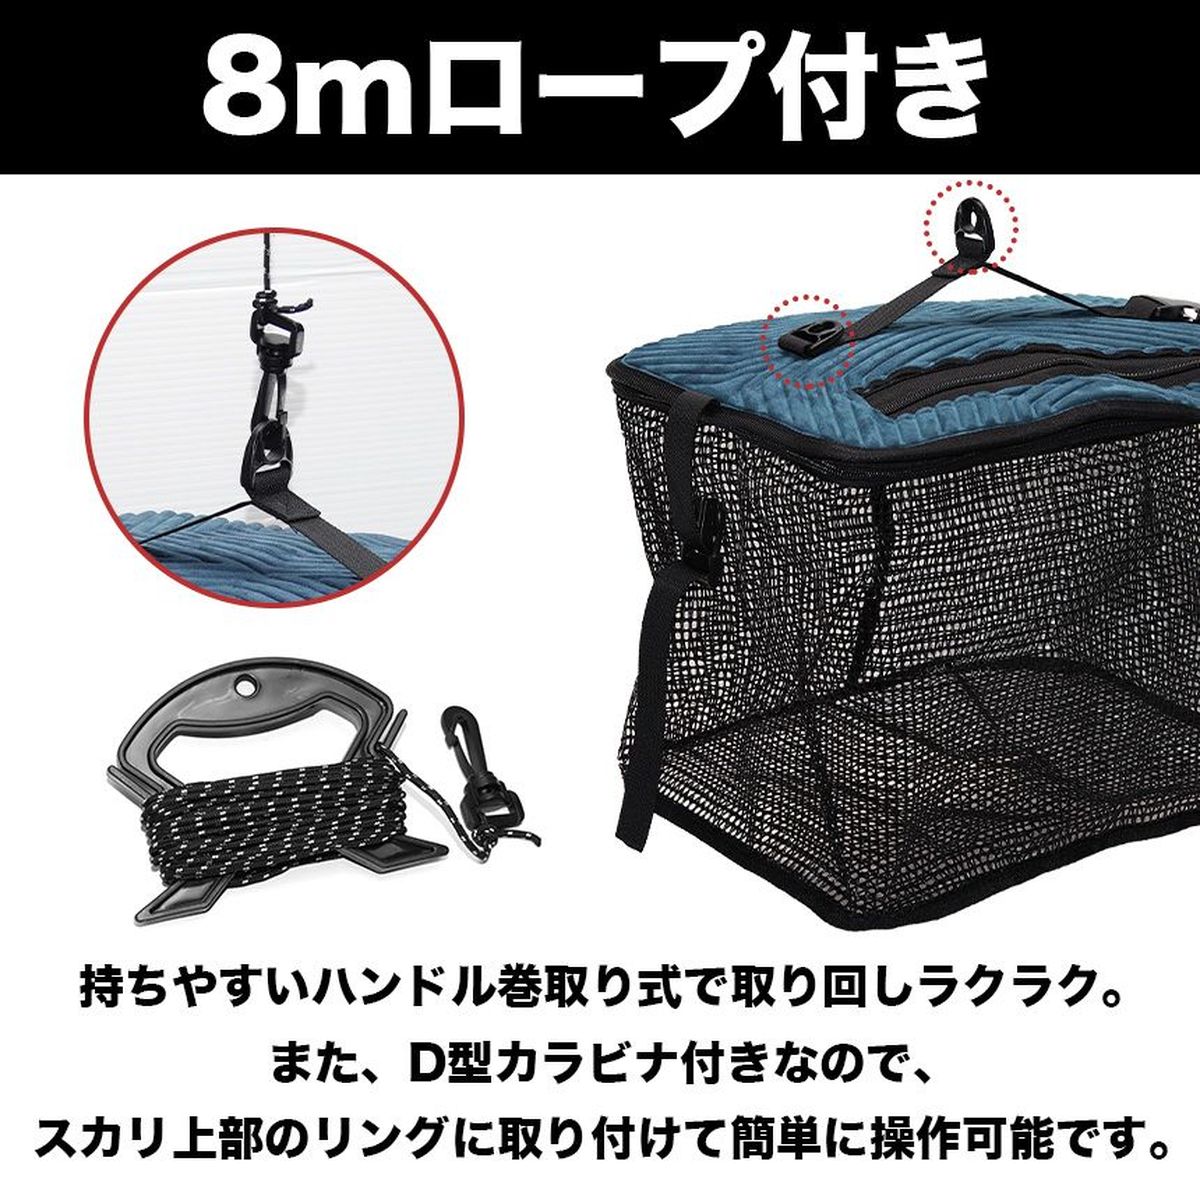 8mロープ付き
持ちやすいハンドル巻取り式で取り回しラクラク。
また、D型カラビナ付きなので、
スカリ上部のリングに取り付けて簡単に操作可能です。